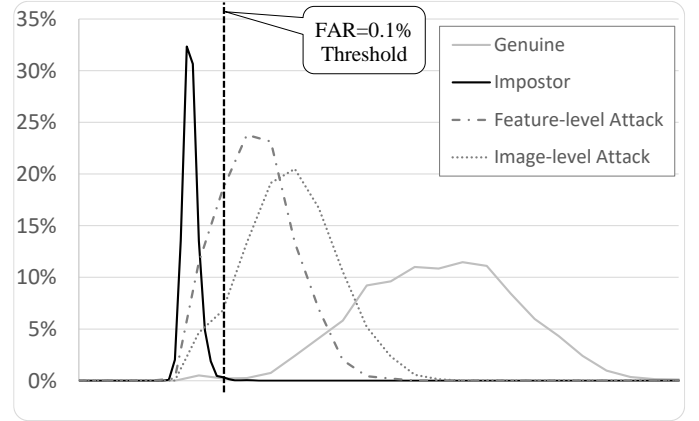 35%
30%
25%
20%
15%
10%
5%
0%
FAR=0.1%
Threshold
Genuine
Impostor
Feature-level Attack
Image-level Attack